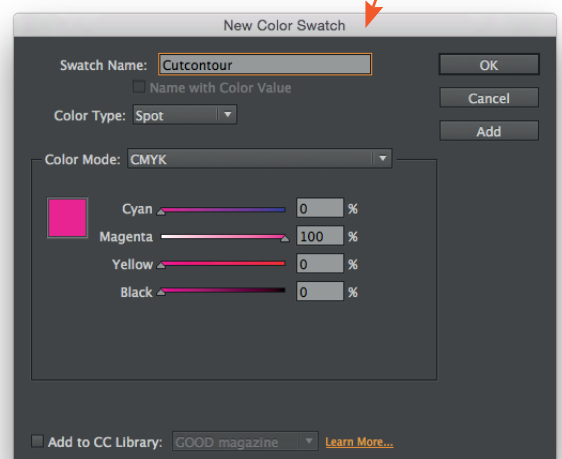 New Color Swatch
Swatch Name: Cutcontour
OK
Name with Color Value
Cancel
Color Type: Spot
Add
Color Mode: CMYK
Cyan 0 %
Magenta 100 %
Yellow 0 %
Black 0 %
Add to CC Library: GOOD magazine Learn More...